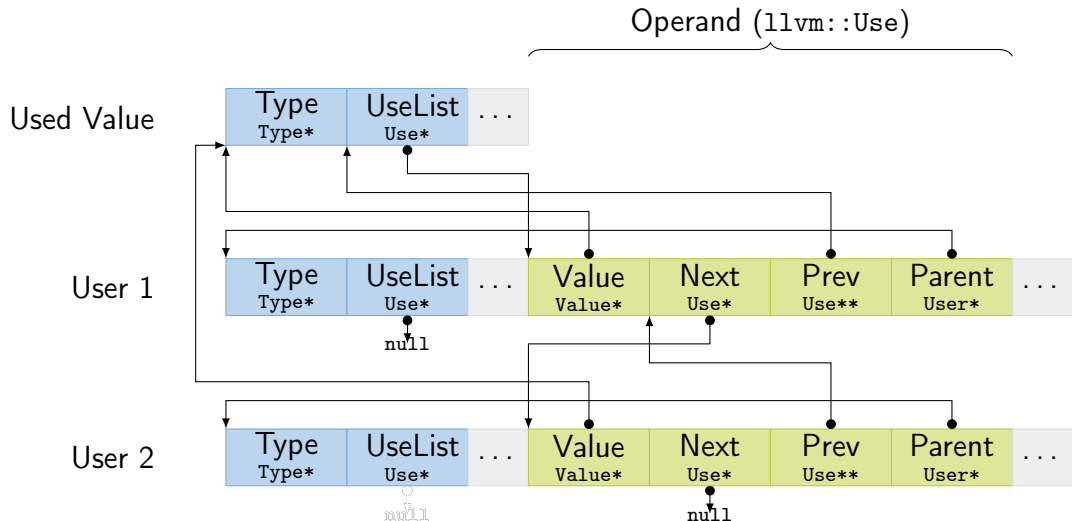 Operand (llvm::Use)
Used Value
Type UseList ...
Type* Use*
User 1
Type UseList ... Value Next Prev Parent ...
Type* Use* Value* Use* Use** User*
null
User 2
Type UseList ... Value Next Prev Parent ...
Type* Use* Value* Use* Use** User*
null null